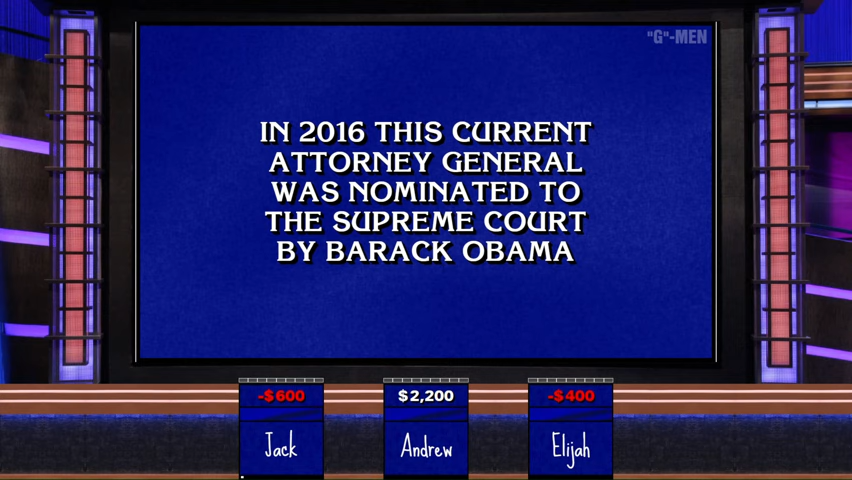 "G"-MEN
IN 2016 THIS CURRENT
ATTORNEY GENERAL
WAS NOMINATED TO
THE SUPREME COURT
BY BARACK OBAMA
-$600
$2,200
-$400
Jack
Andrew
Elijah